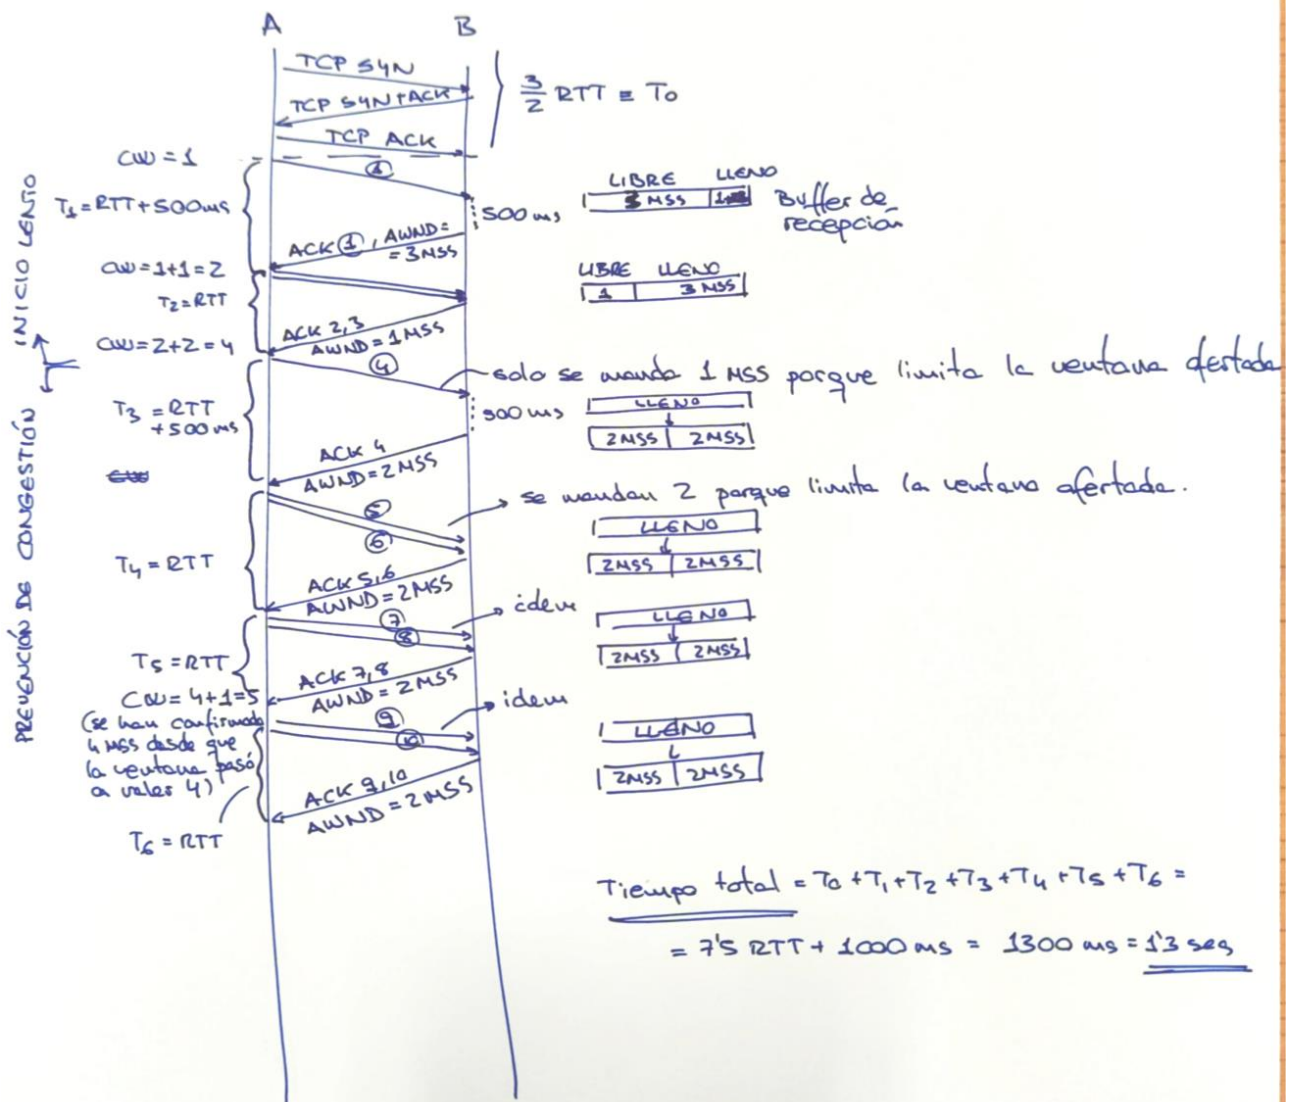 A
B
TCP SYN
TCP SYN+ACK
TCP ACK
3/2 RTT ≡ T0
CW = 1
①
T1 = RTT + 500 ms
500 ms
LIBRE LLENO
3 MSS 1
Buffer de
recepción
ACK ①, AWND =
= 3 MSS
INICIO LENTO
CW = 1+1 = 2
T2 = RTT
LIBRE LLENO
1 3 MSS
ACK 2,3
AWND = 1 MSS
CW = 2+2 = 4
④
solo se manda 1 MSS porque limita la ventana ofertada
T3 = RTT
+ 500 ms
500 ms
LLENO
2 MSS 2 MSS
ACK 4
AWND = 2 MSS
CW
PREVENCIÓN DE CONGESTIÓN
⑤
⑥
se mandan 2 porque limita la ventana ofertada.
LLENO
2 MSS 2 MSS
T4 = RTT
ACK 5,6
AWND = 2 MSS
⑦
⑧
idem
LLENO
2 MSS 2 MSS
T5 = RTT
ACK 7,8
AWND = 2 MSS
CW = 4+1 = 5
(se han confirmado
4 MSS desde que
la ventana pasó
a valer 4)
⑨
⑩
idem
LLENO
2 MSS 2 MSS
ACK 9,10
AWND = 2 MSS
T6 = RTT
Tiempo total = T0 + T1 + T2 + T3 + T4 + T5 + T6 =
= 7'5 RTT + 1000 ms = 1300 ms = 1'3 seg